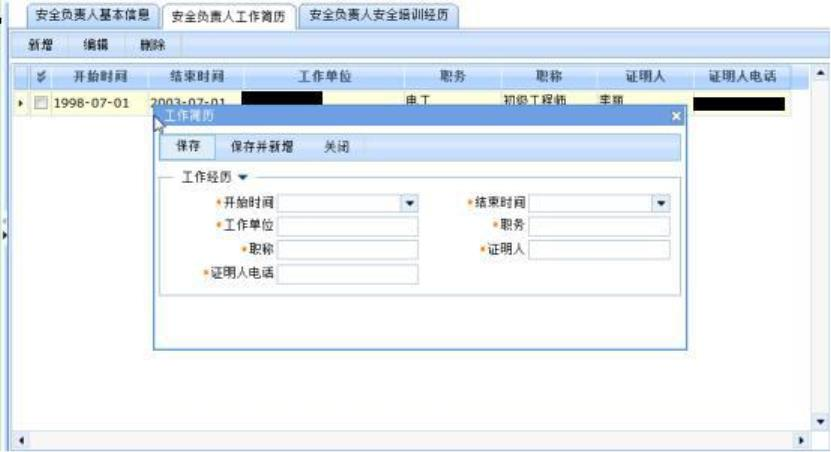 安全负责人基本信息 安全负责人工作简历 安全负责人安全培训经历
新增 编辑 删除
开始时间 结束时间 工作单位 职务 职称 证明人 证明人电话
1998-07-01 2003-07-01 电工 初级工程师 李丽
工作简历
保存 保存并新增 关闭
工作经历
*开始时间 *结束时间
*工作单位 *职务
*职称 *证明人
*证明人电话